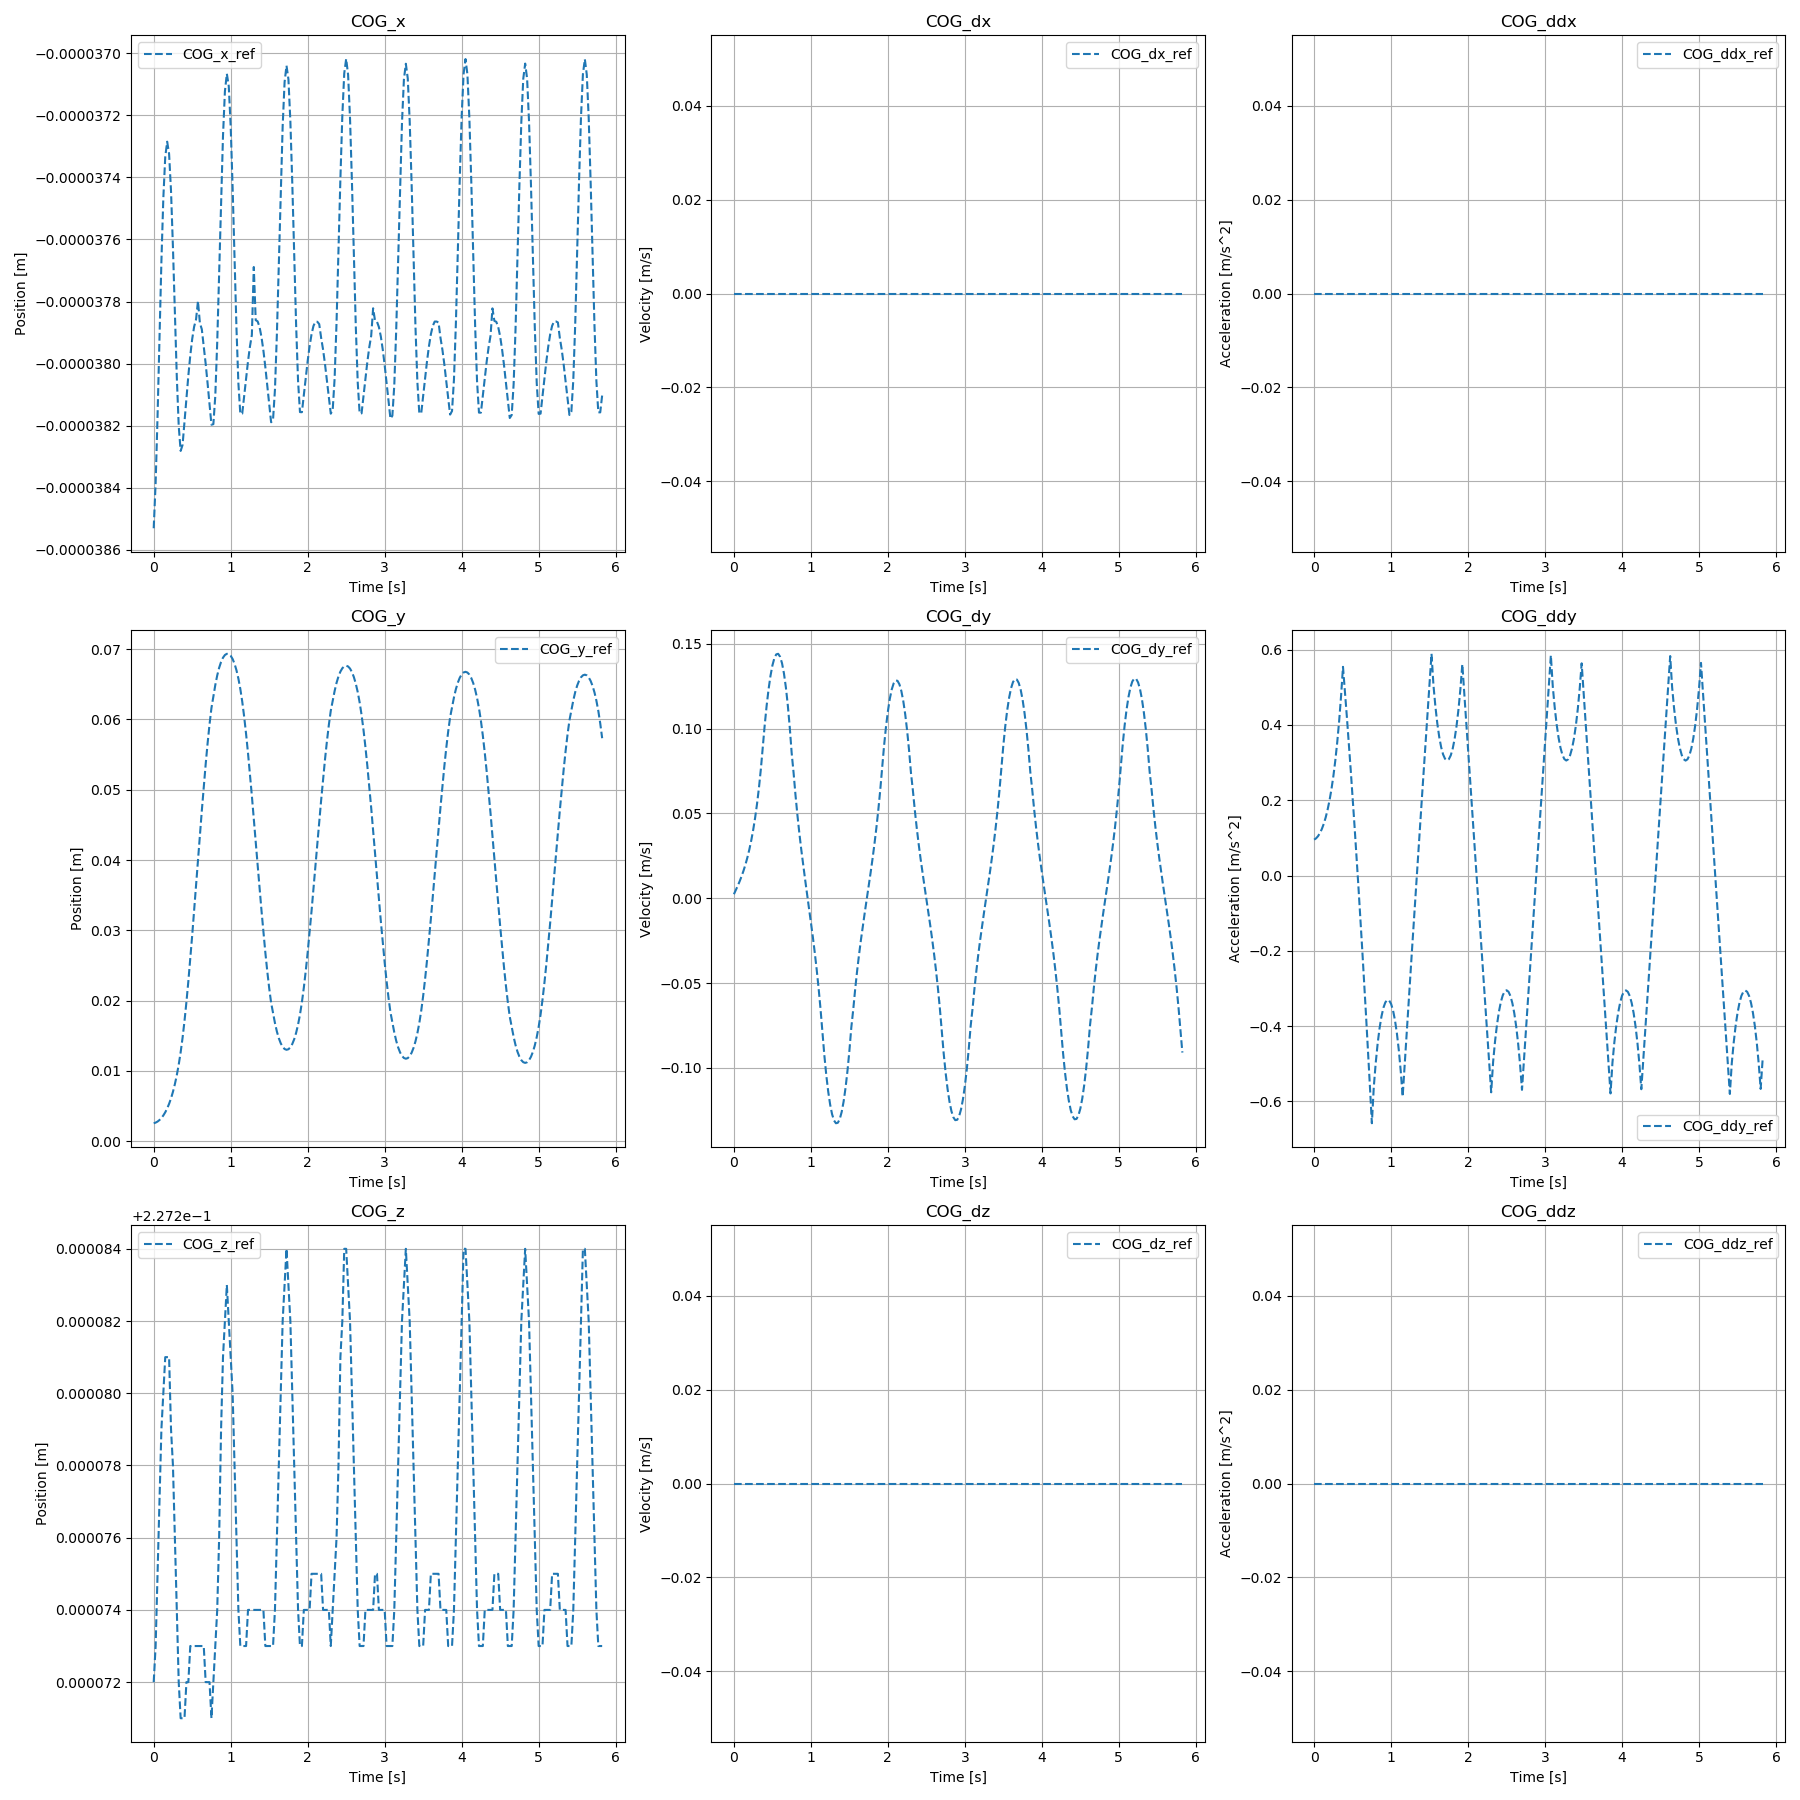 COG_x
COG_x_ref
−0.0000370
−0.0000372
−0.0000374
−0.0000376
−0.0000378
−0.0000380
−0.0000382
−0.0000384
−0.0000386
Position [m]
0 1 2 3 4 5 6
Time [s]
COG_dx
COG_dx_ref
0.04
0.02
0.00
−0.02
−0.04
Velocity [m/s]
0 1 2 3 4 5 6
Time [s]
COG_ddx
COG_ddx_ref
0.04
0.02
0.00
−0.02
−0.04
Acceleration [m/s^2]
0 1 2 3 4 5 6
Time [s]
COG_y
COG_y_ref
0.07
0.06
0.05
0.04
0.03
0.02
0.01
0.00
Position [m]
0 1 2 3 4 5 6
Time [s]
COG_dy
COG_dy_ref
0.15
0.10
0.05
0.00
−0.05
−0.10
Velocity [m/s]
0 1 2 3 4 5 6
Time [s]
COG_ddy
0.6
0.4
0.2
0.0
−0.2
−0.4
−0.6
COG_ddy_ref
Acceleration [m/s^2]
0 1 2 3 4 5 6
Time [s]
COG_z
+2.272e−1
COG_z_ref
0.000084
0.000082
0.000080
0.000078
0.000076
0.000074
0.000072
Position [m]
0 1 2 3 4 5 6
Time [s]
COG_dz
COG_dz_ref
0.04
0.02
0.00
−0.02
−0.04
Velocity [m/s]
0 1 2 3 4 5 6
Time [s]
COG_ddz
COG_ddz_ref
0.04
0.02
0.00
−0.02
−0.04
Acceleration [m/s^2]
0 1 2 3 4 5 6
Time [s]